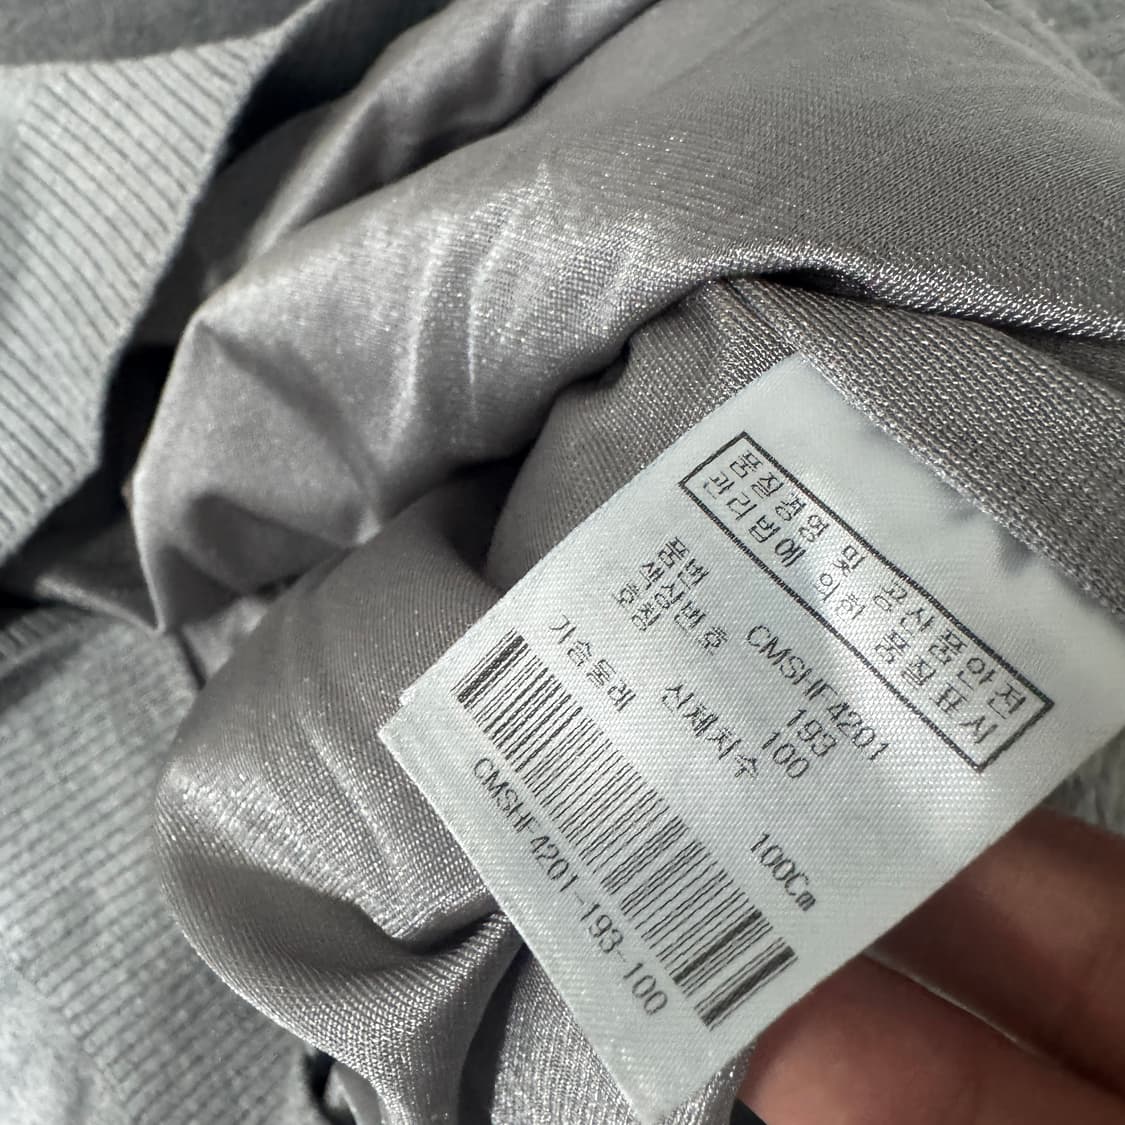 품질경영 및 공산품안전
관리법에 의한 품질표시
품번 CMSHF4201
색상번호 193
호칭 100
신체치수
가슴둘레 100Cm
CMSHF4201-193-100